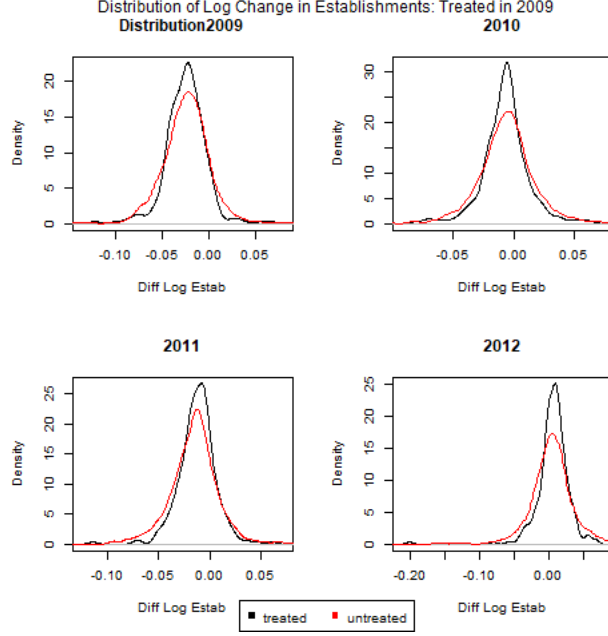 Distribution of Log Change in Establishments: Treated in 2009
Distribution2009
2010
Density
0 5 10 15 20
-0.10 -0.05 0.00 0.05
Diff Log Estab
Density
0 10 20 30
-0.05 0.00 0.05
Diff Log Estab
2011
2012
Density
0 5 10 15 20 25
-0.10 -0.05 0.00 0.05
Diff Log Estab
Density
0 5 10 15 20 25
-0.20 -0.10 0.00
Diff Log Estab
treated untreated